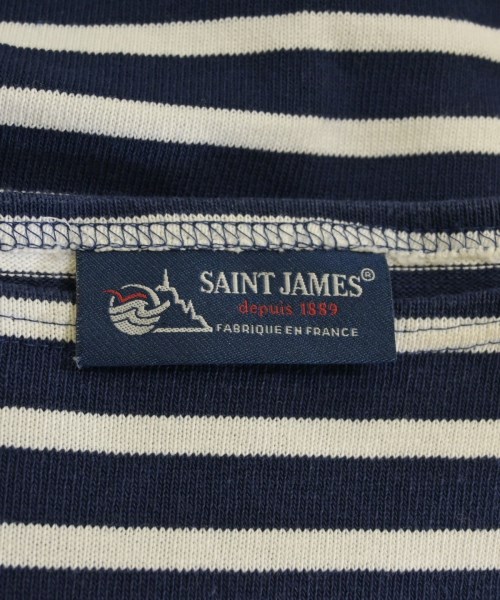 SAINT JAMES®
depuis 1889
FABRIQUE EN FRANCE